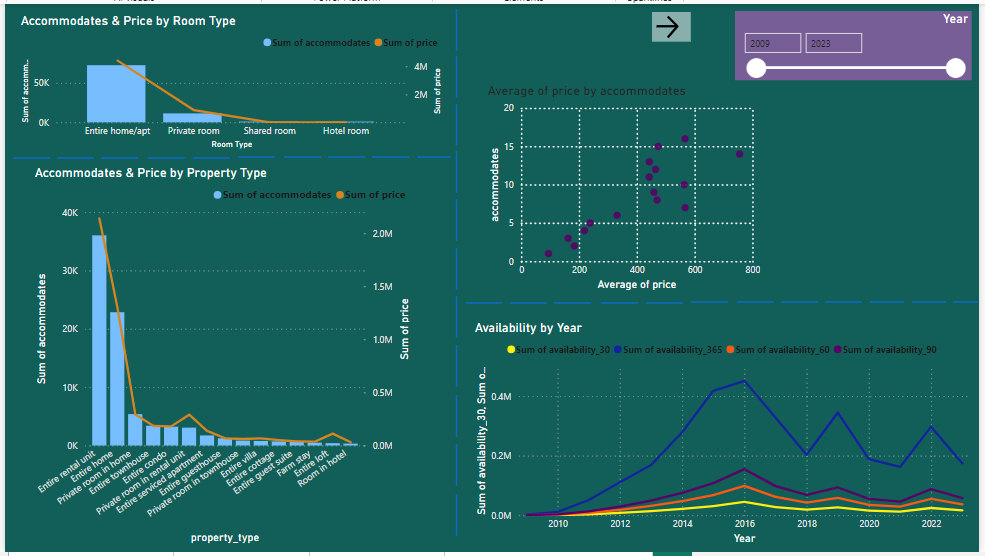 Accommodates & Price by Room Type
Sum of accommodates Sum of price
Sum of accomm...
50K
0K
4M
2M
Sum of price
Entire home/apt Private room Shared room Hotel room
Room Type
Accommodates & Price by Property Type
Sum of accommodates Sum of price
Sum of accommodates
40K
30K
20K
10K
0K
2.0M
1.5M
1.0M
0.5M
0.0M
Sum of price
Entire rental unit
Entire home
Private room in home
Entire townhouse
Entire condo
Private room in rental unit
Entire serviced apartment
Entire guesthouse
Private room in townhouse
Entire villa
Entire cottage
Entire guest suite
Farm stay
Entire loft
Room in hotel
property_type
Year
2009 2023
Average of price by accommodates
accommodates
20
15
10
5
0
0 200 400 600 800
Average of price
Availability by Year
Sum of availability_30 Sum of availability_365 Sum of availability_60 Sum of availability_90
Sum of availability_30, Sum o...
0.4M
0.2M
0.0M
2010 2012 2014 2016 2018 2020 2022
Year